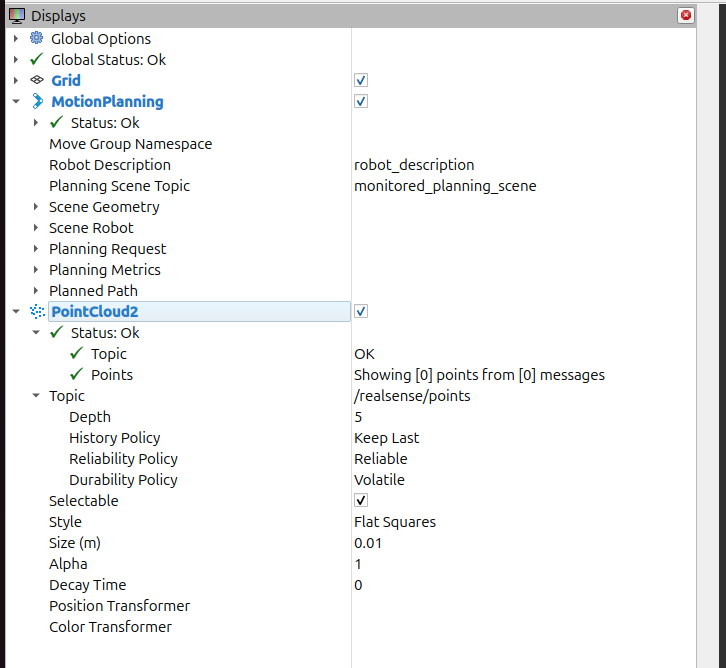 Displays
Global Options
Global Status: Ok
Grid
MotionPlanning
Status: Ok
Move Group Namespace
Robot Description robot_description
Planning Scene Topic monitored_planning_scene
Scene Geometry
Scene Robot
Planning Request
Planning Metrics
Planned Path
PointCloud2
Status: Ok
Topic OK
Points Showing [0] points from [0] messages
Topic /realsense/points
Depth 5
History Policy Keep Last
Reliability Policy Reliable
Durability Policy Volatile
Selectable
Style Flat Squares
Size (m) 0.01
Alpha 1
Decay Time 0
Position Transformer
Color Transformer